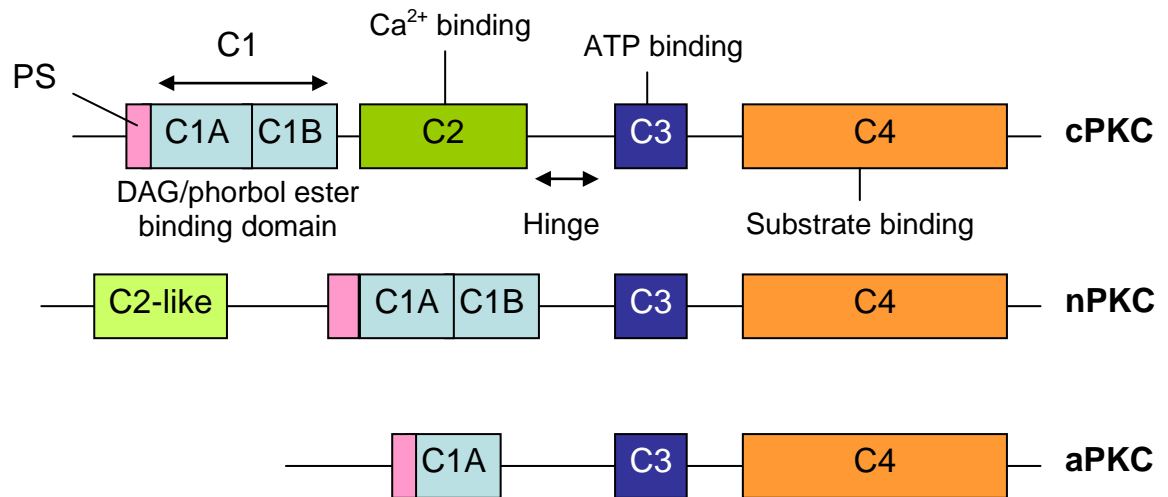 Ca²⁺ binding
C1
ATP binding
PS
C1A
C1B
C2
C3
C4
cPKC
DAG/phorbol ester
binding domain
Hinge
Substrate binding
C2-like
C1A
C1B
C3
C4
nPKC
C1A
C3
C4
aPKC